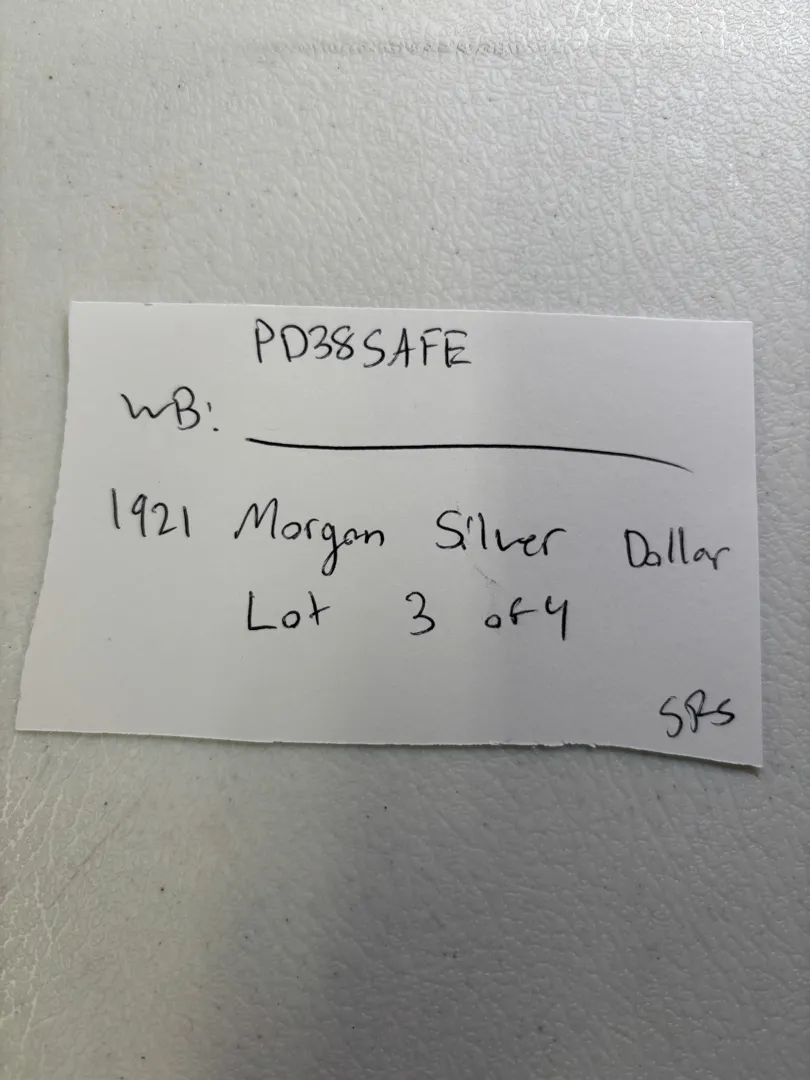 PD38SAFE
WB:
1921 Morgan Silver Dollar
Lot 3 of 4
SRS